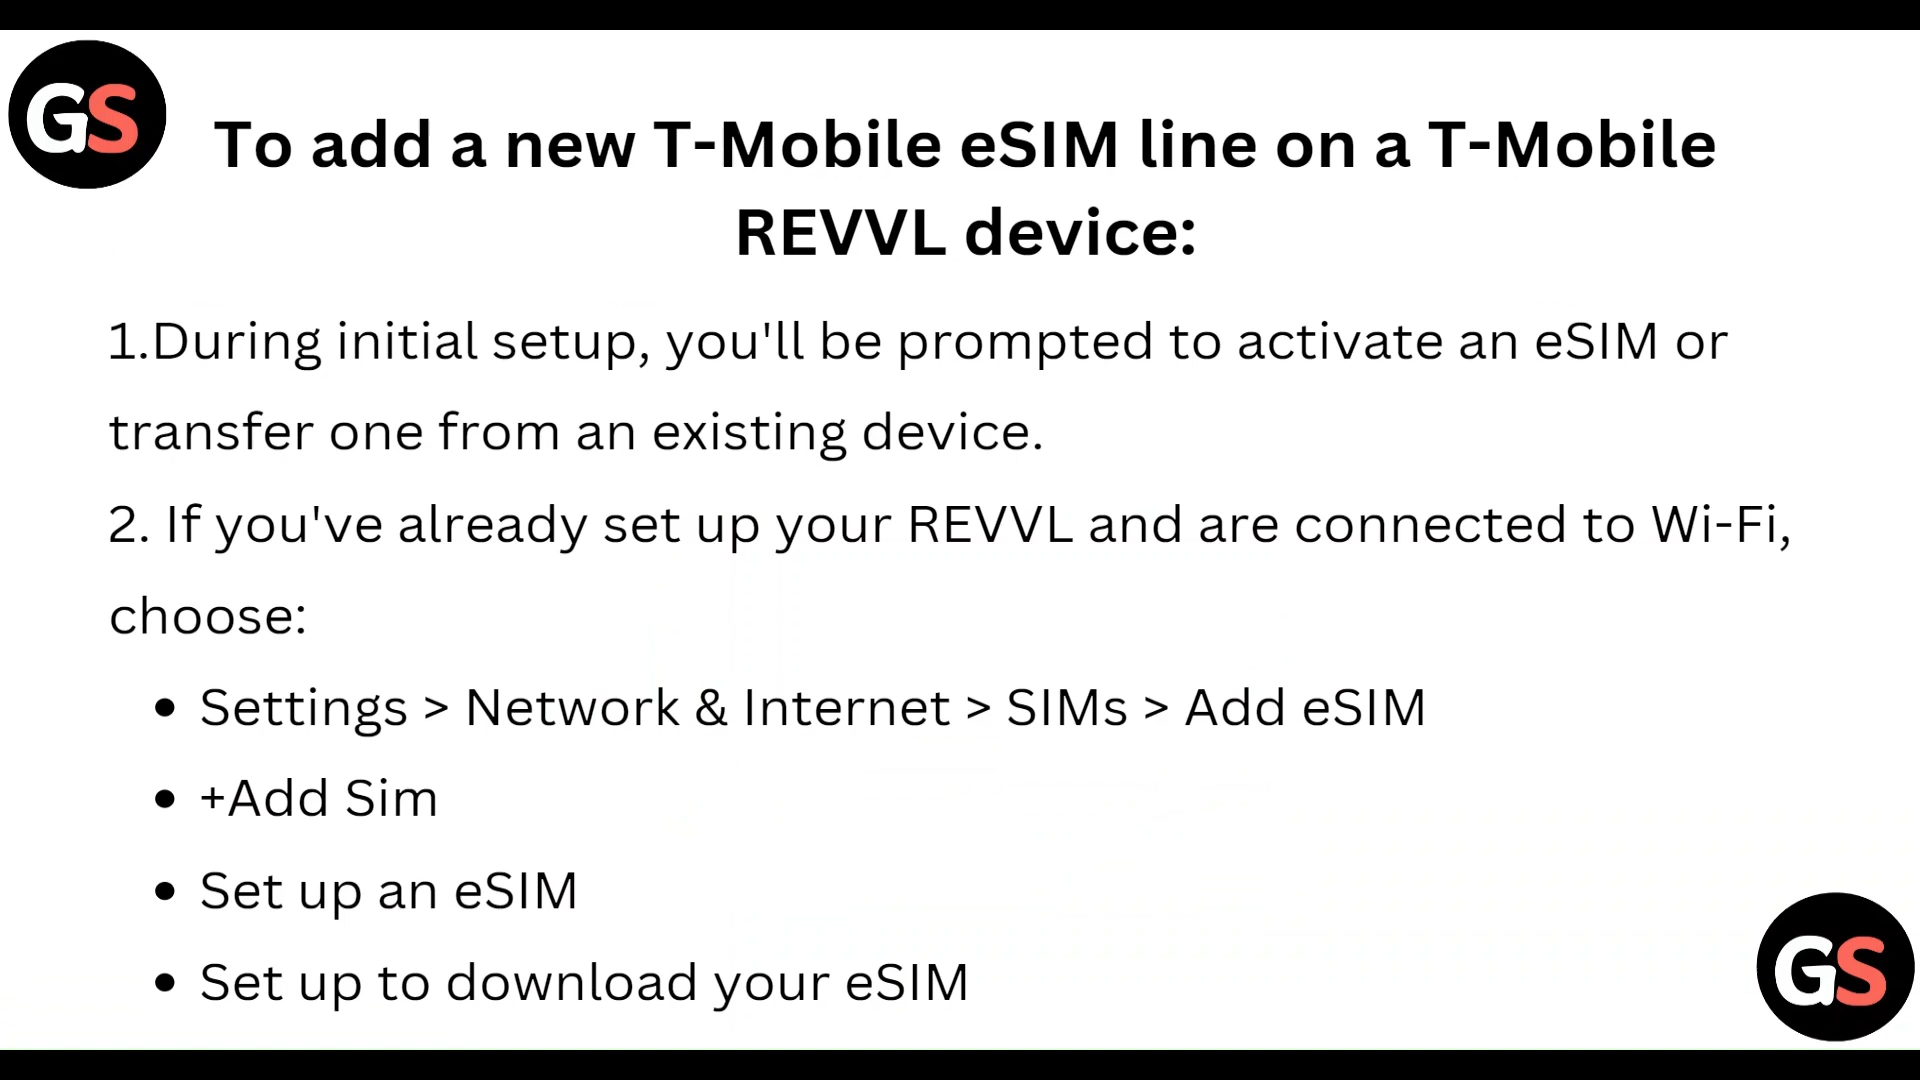 GS
To add a new T-Mobile eSIM line on a T-Mobile
REVVL device:
1.During initial setup, you'll be prompted to activate an eSIM or
transfer one from an existing device.
2. If you've already set up your REVVL and are connected to Wi-Fi,
choose:
• Settings > Network & Internet > SIMs > Add eSIM
• +Add Sim
• Set up an eSIM
• Set up to download your eSIM
GS